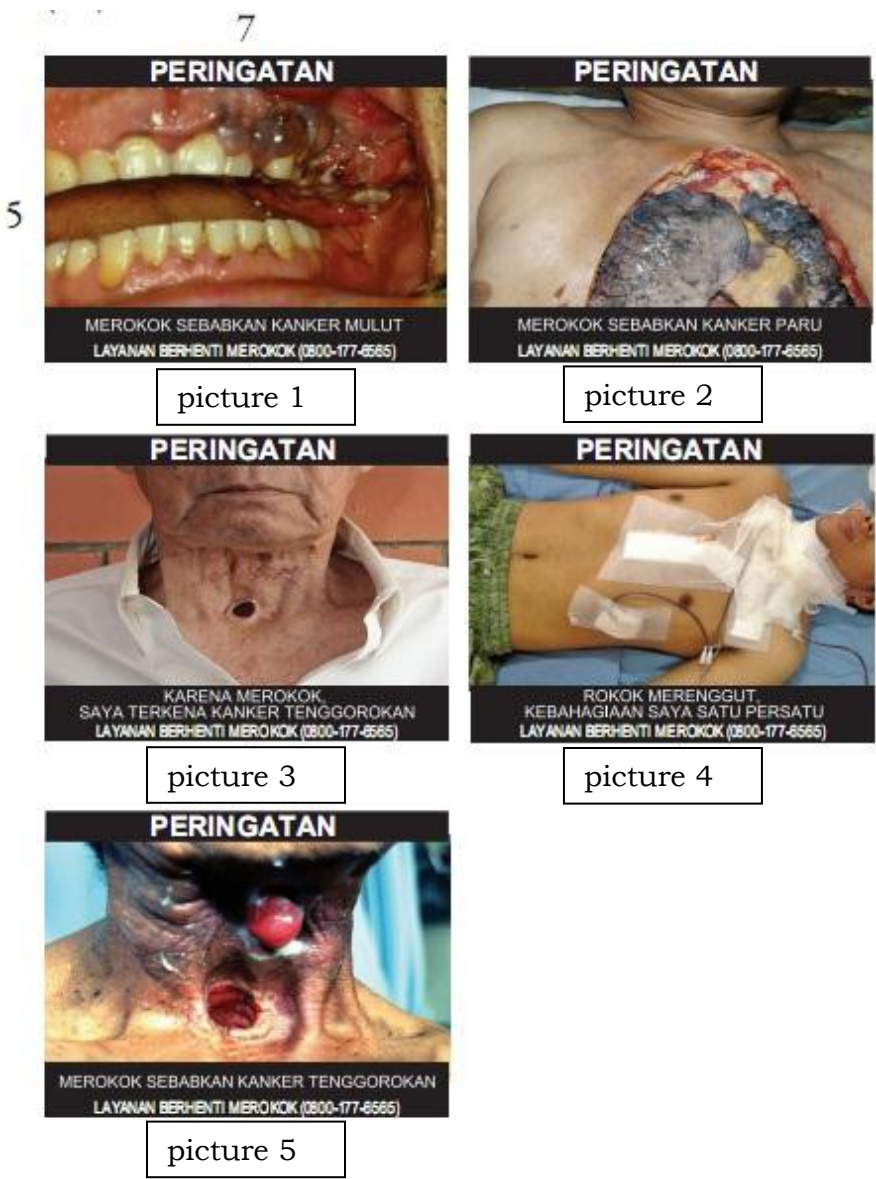 7
PERINGATAN
5
MEROKOK SEBABKAN KANKER MULUT
LAYANAN BERHENTI MEROKOK (0800-177-6565)
picture 1
PERINGATAN
MEROKOK SEBABKAN KANKER PARU
LAYANAN BERHENTI MEROKOK (0800-177-6565)
picture 2
PERINGATAN
KARENA MEROKOK,
SAYA TERKENA KANKER TENGGOROKAN
LAYANAN BERHENTI MEROKOK (0800-177-6565)
picture 3
PERINGATAN
ROKOK MERENGGUT,
KEBAHAGIAAN SAYA SATU PERSATU
LAYANAN BERHENTI MEROKOK (0800-177-6565)
picture 4
PERINGATAN
MEROKOK SEBABKAN KANKER TENGGOROKAN
LAYANAN BERHENTI MEROKOK (0800-177-6565)
picture 5